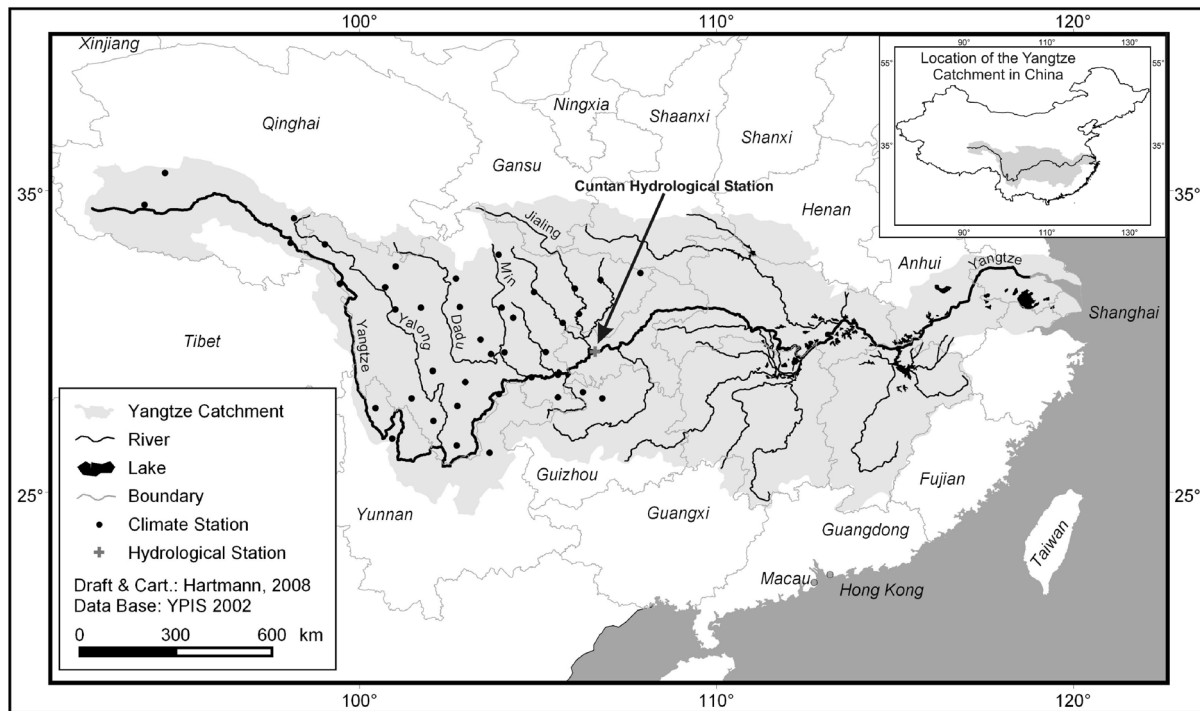 100°
110°
120°
Xinjiang
Qinghai
Ningxia
Shaanxi
Shanxi
Gansu
Henan
Anhui
Shanghai
Tibet
Yunnan
Guizhou
Guangxi
Guangdong
Fujian
Taiwan
Macau
Hong Kong
35°
35°
25°
25°
Cuntan Hydrological Station
Jialing
Min
Dadu
Yalong
Yangtze
Yangtze
Location of the Yangtze
Catchment in China
90°
110°
130°
55°
55°
35°
35°
90°
110°
130°
Yangtze Catchment
River
Lake
Boundary
Climate Station
Hydrological Station
Draft & Cart.: Hartmann, 2008
Data Base: YPIS 2002
0 300 600 km
100°
110°
120°